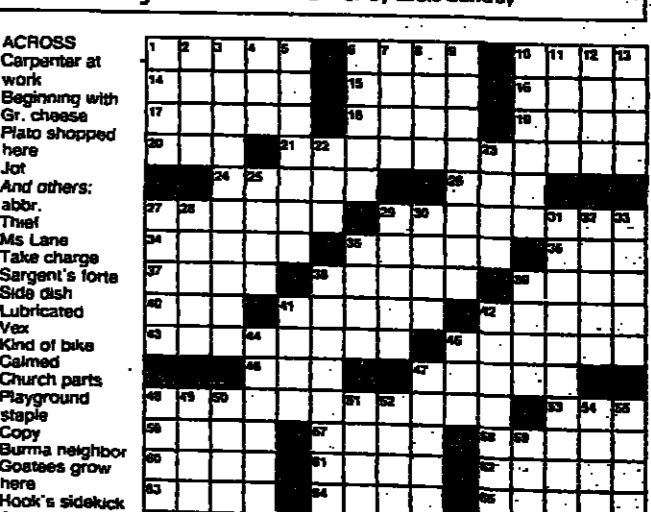 ACROSS
Carpenter at
work
Beginning with
Gr. cheese
Plato shopped
here
Jot
And others:
abbr.
Thief
Ms Lane
Take charge
Sargent's forte
Side dish
Lubricated
Vex
Kind of bike
Calmed
Church parts
Playground
staple
Copy
Burma neighbor
Goatees grow
here
Hook's sidekick
1 2 3 4 5 6 7 8 9 10 11 12 13
14 15 16
17 18 19
20 21 22 23
24 25 26
27 28 29 30 31 32 33
34 35 36
37 38 39
40 41 42
43 44 45
46 47
48 49 50 51 52 53 54 55
56 57 58 59
60 61 62
63 64 65